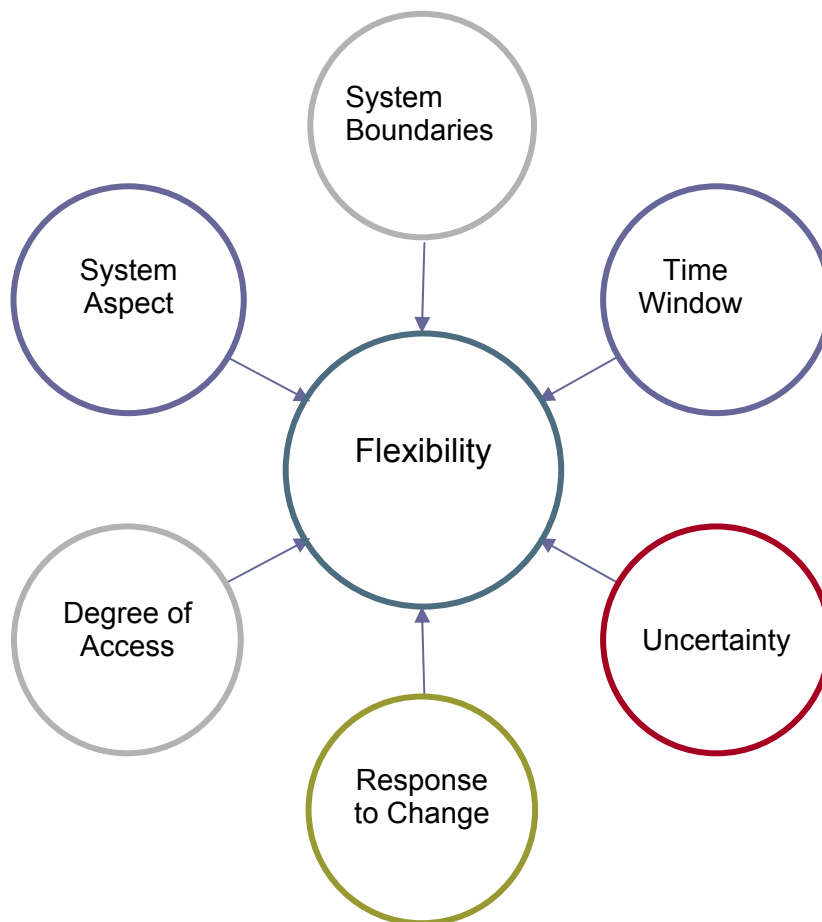 System
Boundaries
System
Aspect
Time
Window
Flexibility
Degree of
Access
Uncertainty
Response
to Change